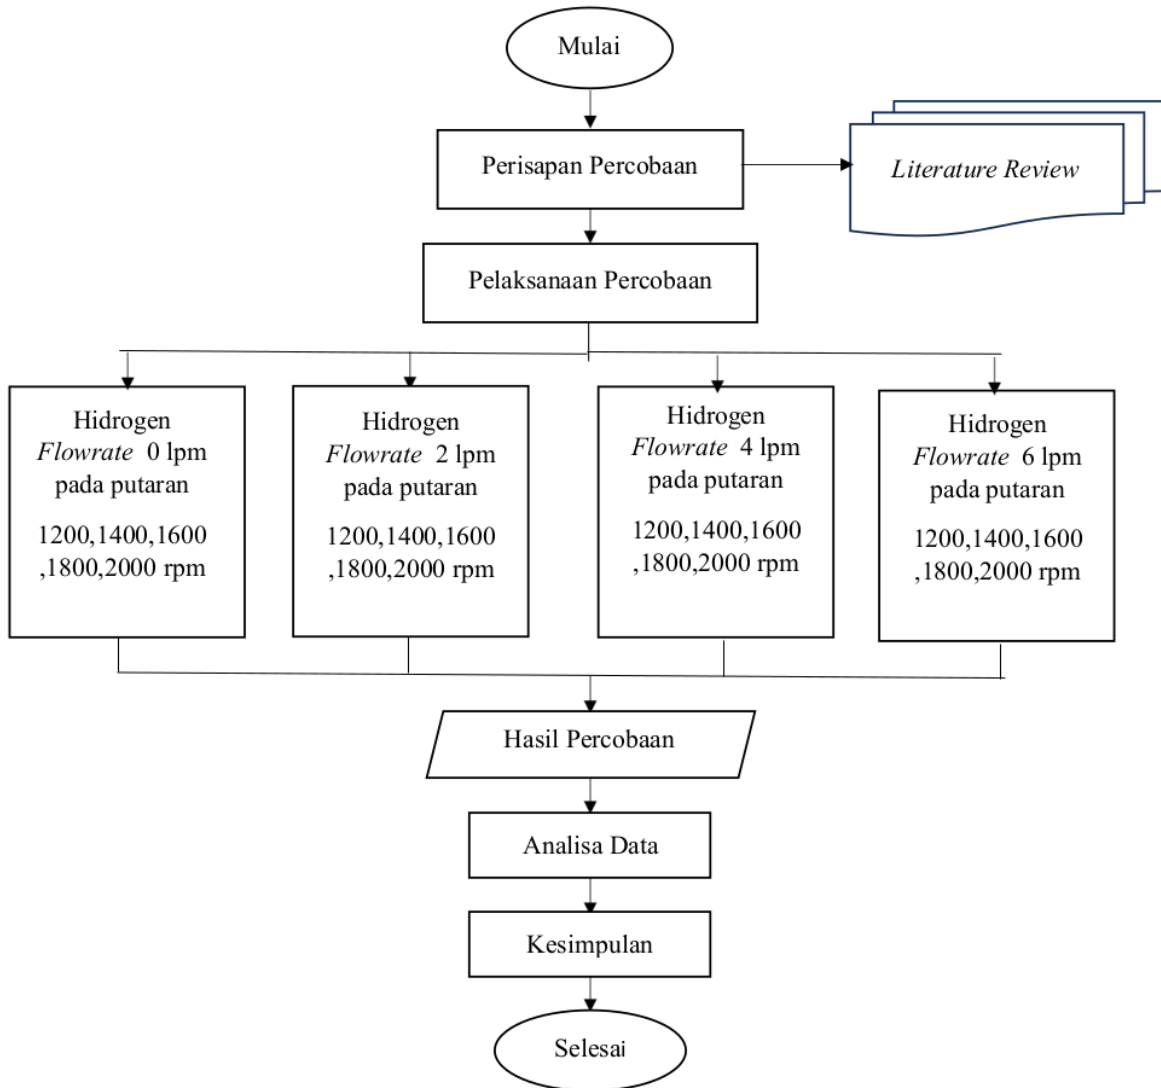 Mulai
Perisapan Percobaan
Literature Review
Pelaksanaan Percobaan
Hidrogen
Flowrate 0 lpm
pada putaran
1200,1400,1600
,1800,2000 rpm
Hidrogen
Flowrate 2 lpm
pada putaran
1200,1400,1600
,1800,2000 rpm
Hidrogen
Flowrate 4 lpm
pada putaran
1200,1400,1600
,1800,2000 rpm
Hidrogen
Flowrate 6 lpm
pada putaran
1200,1400,1600
,1800,2000 rpm
Hasil Percobaan
Analisa Data
Kesimpulan
Selesai